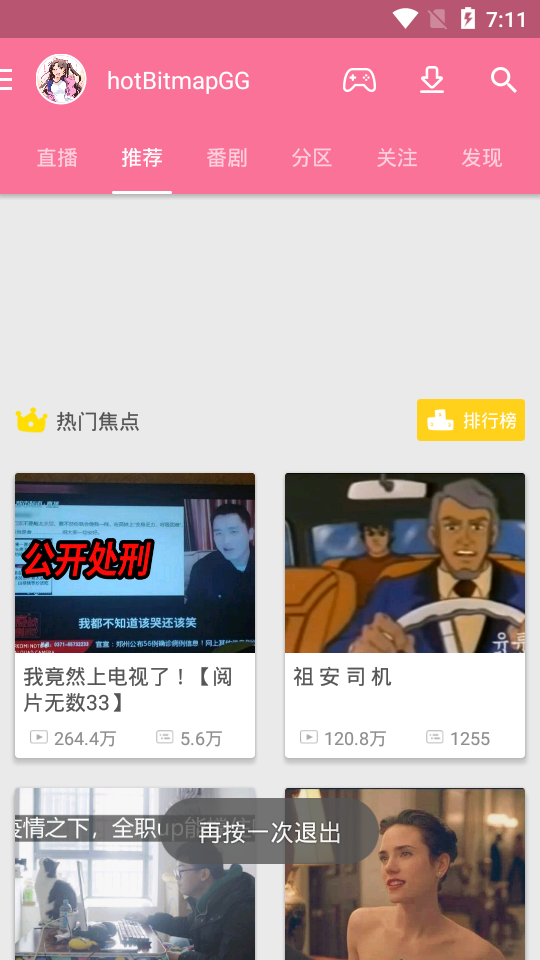 7:11
hotBitmapGG
直播 推荐 番剧 分区 关注 发现
热门焦点
排行榜
公开处刑
我都不知道该哭还该笑
我竟然上电视了！【阅
片无数33】
264.4万 5.6万
祖 安 司 机
120.8万 1255
疫情之下，全职up能
再按一次退出